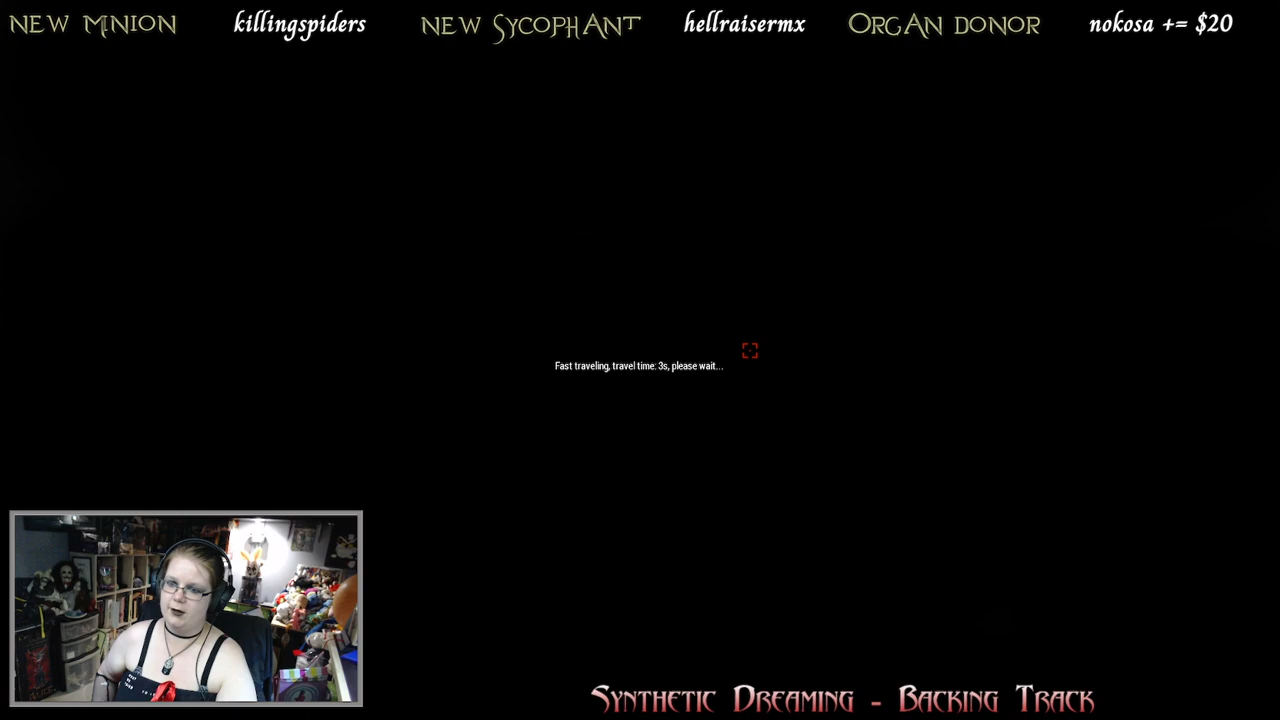 NEW MINION killingspiders NEW SYCOPHANT hellraisermx ORGAN DONOR nokosa += $20
Fast traveling, travel time: 3s, please wait...
SYNTHETIC DREAMING - BACKING TRACK